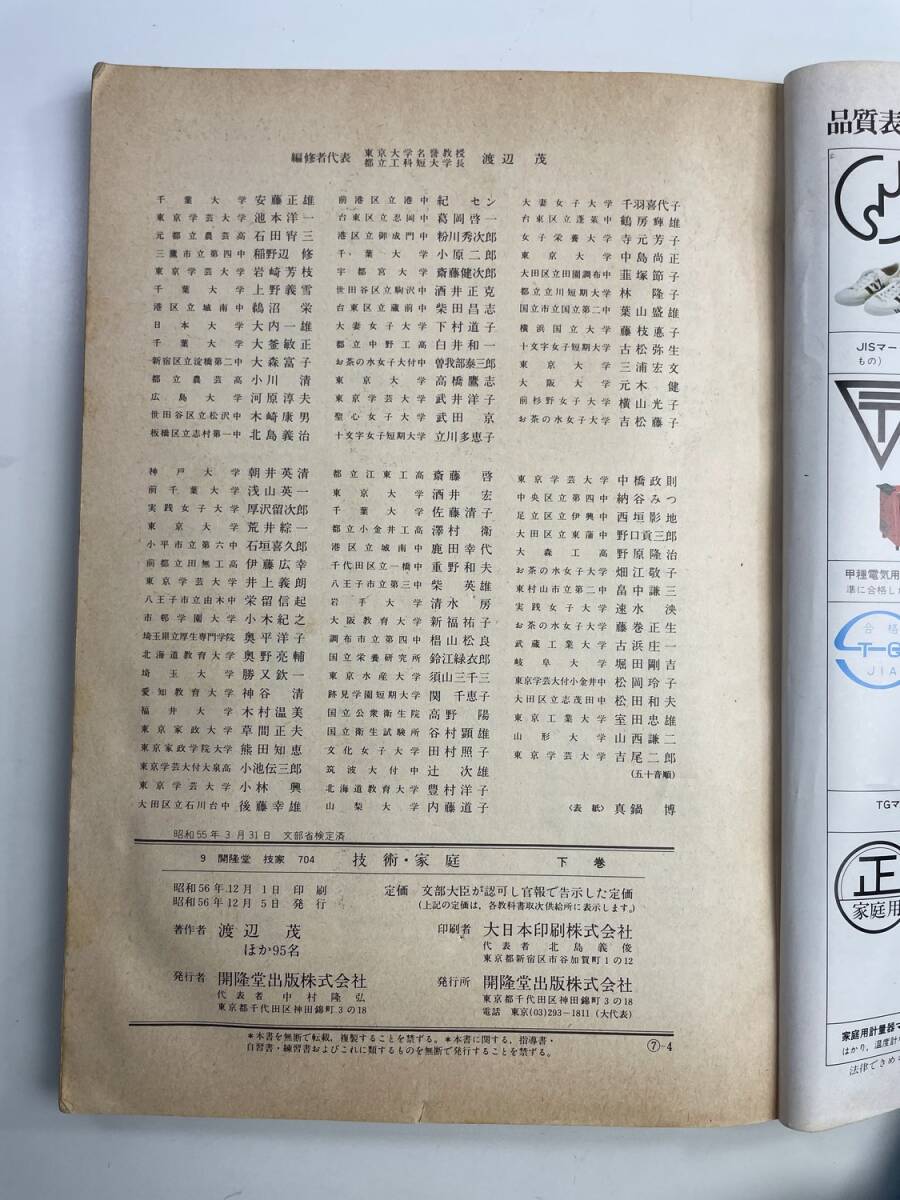 編修者代表 東京大学名誉教授 都立工科短大学長 渡辺 茂
千葉大学 安藤正雄
東京学芸大学 池本洋一
元都立農芸高 石田宵三
三鷹市立第四中 稲野辺 修
東京学芸大学 岩崎芳枝
千葉大学 上野義雪
港区立城南中 鵜沼 栄
日本大学 大内一雄
千葉大学 大釜敏正
新宿区立淀橋第二中 大森富子
都立農芸高 小川 清
広島大学 河原淳夫
世田谷区立松沢中 木崎康男
板橋区立志村第一中 北島義治
前港区立港中 紀 セン
台東区立忍岡中 葛岡啓一
港区立御成門中 粉川秀次郎
千葉大学 小原二郎
宇都宮大学 斎藤健次郎
世田谷区立駒沢中 酒井正克
台東区立蔵前中 柴田昌志
大妻女子大学 下村道子
都立中野工高 白井和一
お茶の水女子大付中 曽我部泰三郎
東京大学 高橋鷹志
東京学芸大学 武井洋子
聖心女子大学 武田 京
十文字女子短期大学 立川多恵子
大妻女子大学 千羽喜代子
台東区立蓬萊中 鶴房輝雄
女子栄養大学 寺元芳子
東京大学 中島尚正
大田区立田園調布中 韮塚節子
都立立川短期大学 林 隆子
国立市立国立第二中 葉山盛雄
横浜国立大学 藤枝悳子
十文字女子短期大学 古松弥生
東京大学 三浦宏文
大阪大学 元木 健
前杉野女子大学 横山光子
お茶の水女子大学 吉松藤子
神戸大学 朝井英清
前千葉大学 浅山英一
実践女子大学 厚沢留次郎
東京大学 荒井綜一
小平市立第六中 石垣喜久郎
前都立田無工高 伊藤広幸
東京学芸大学 井上義朗
八王子市立由木中 栄留信起
市邨学園大学 小木紀之
埼玉県立厚生専門学院 奥平洋子
北海道教育大学 奥野亮輔
埼玉大学 勝又欽一
愛知教育大学 神谷 清
福井大学 木村温美
東京家政大学 草間正夫
東京家政学院大学 熊田知恵
東京学芸大付大泉高 小池伝三郎
東京学芸大学 小林 興
大田区立石川台中 後藤幸雄
都立江東工高 斎藤 啓
東京大学 酒井 宏
千葉大学 佐藤清子
都立小金井工高 澤村 衛
港区立城南中 鹿田幸代
千代田区立一橋中 重野和夫
八王子市立第三中 柴 英雄
岩手大学 清水 房
大阪教育大学 新福祐子
調布市立第四中 椙山松良
国立栄養研究所 鈴江緑衣郎
東京水産大学 須山三千三
跡見学園短期大学 関 千恵子
国立公衆衛生院 高野 陽
国立衛生試験所 谷村顕雄
文化女子大学 田村照子
筑波大付中 辻 次雄
北海道教育大学 豊村洋子
山梨大学 内藤道子
東京学芸大学 中橋政則
中央区立第四中 納谷みつ
足立区立伊興中 西垣影地
大田区立東蒲中 野口貢三郎
大森工高 野原隆治
お茶の水女子大学 畑江敬子
東村山市立第二中 畠中謙三
実践女子大学 速水 泱
お茶の水女子大学 藤巻正生
武蔵工業大学 古浜庄一
岐阜大学 堀田剛吉
東京学芸大付小金井中 松岡玲子
大田区立志茂田中 松田和夫
東京工業大学 室田忠雄
山形大学 山西謙二
東京学芸大学 吉尾二郎
(五十音順)
〈表紙〉 真鍋 博
昭和55年3月31日 文部省検定済
9 開隆堂 技家 704 技術・家庭 下巻
昭和56年12月1日 印刷
昭和56年12月5日 発行
定価 文部大臣が認可し官報で告示した定価
(上記の定価は、各教科書取次供給所に表示します。)
著作者 渡辺 茂
ほか95名
印刷者 大日本印刷株式会社
代表者 北島義俊
東京都新宿区市谷加賀町1の12
発行者 開隆堂出版株式会社
代表者 中村隆弘
東京都千代田区神田錦町3の18
発行所 開隆堂出版株式会社
東京都千代田区神田錦町3の18
電話 東京(03)293-1811(大代表)
*本書を無断で転載, 複製することを禁ずる。*本書に関する, 指導書・
自習書・練習書およびこれに類するものを無断で発行することを禁ずる。
⑦-4
品質表
JISマー
もの)
甲種電気用
準に合格し
合格
T-G
JIA
TGマ
正
家庭用
家庭用計量器マ
はかり, 温度計
法律できめ